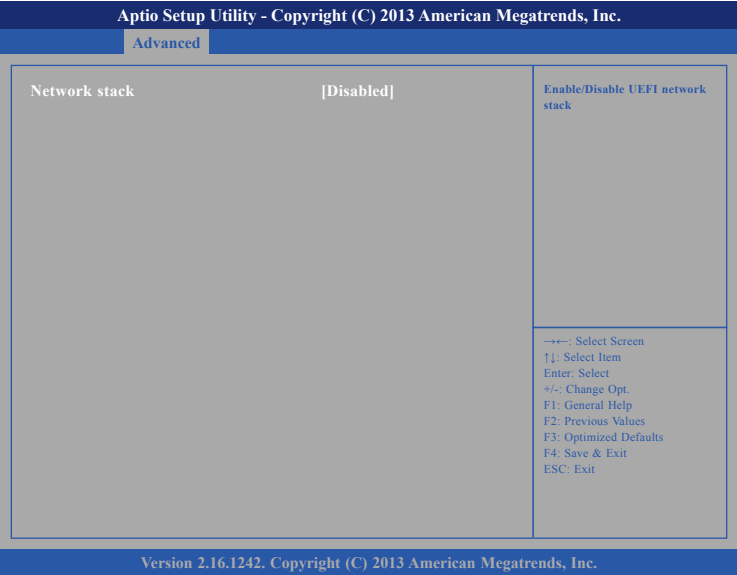 Aptio Setup Utility - Copyright (C) 2013 American Megatrends, Inc.
Advanced
Network stack [Disabled]
Enable/Disable UEFI network
stack
→←: Select Screen
↑↓: Select Item
Enter: Select
+/-: Change Opt.
F1: General Help
F2: Previous Values
F3: Optimized Defaults
F4: Save & Exit
ESC: Exit
Version 2.16.1242. Copyright (C) 2013 American Megatrends, Inc.